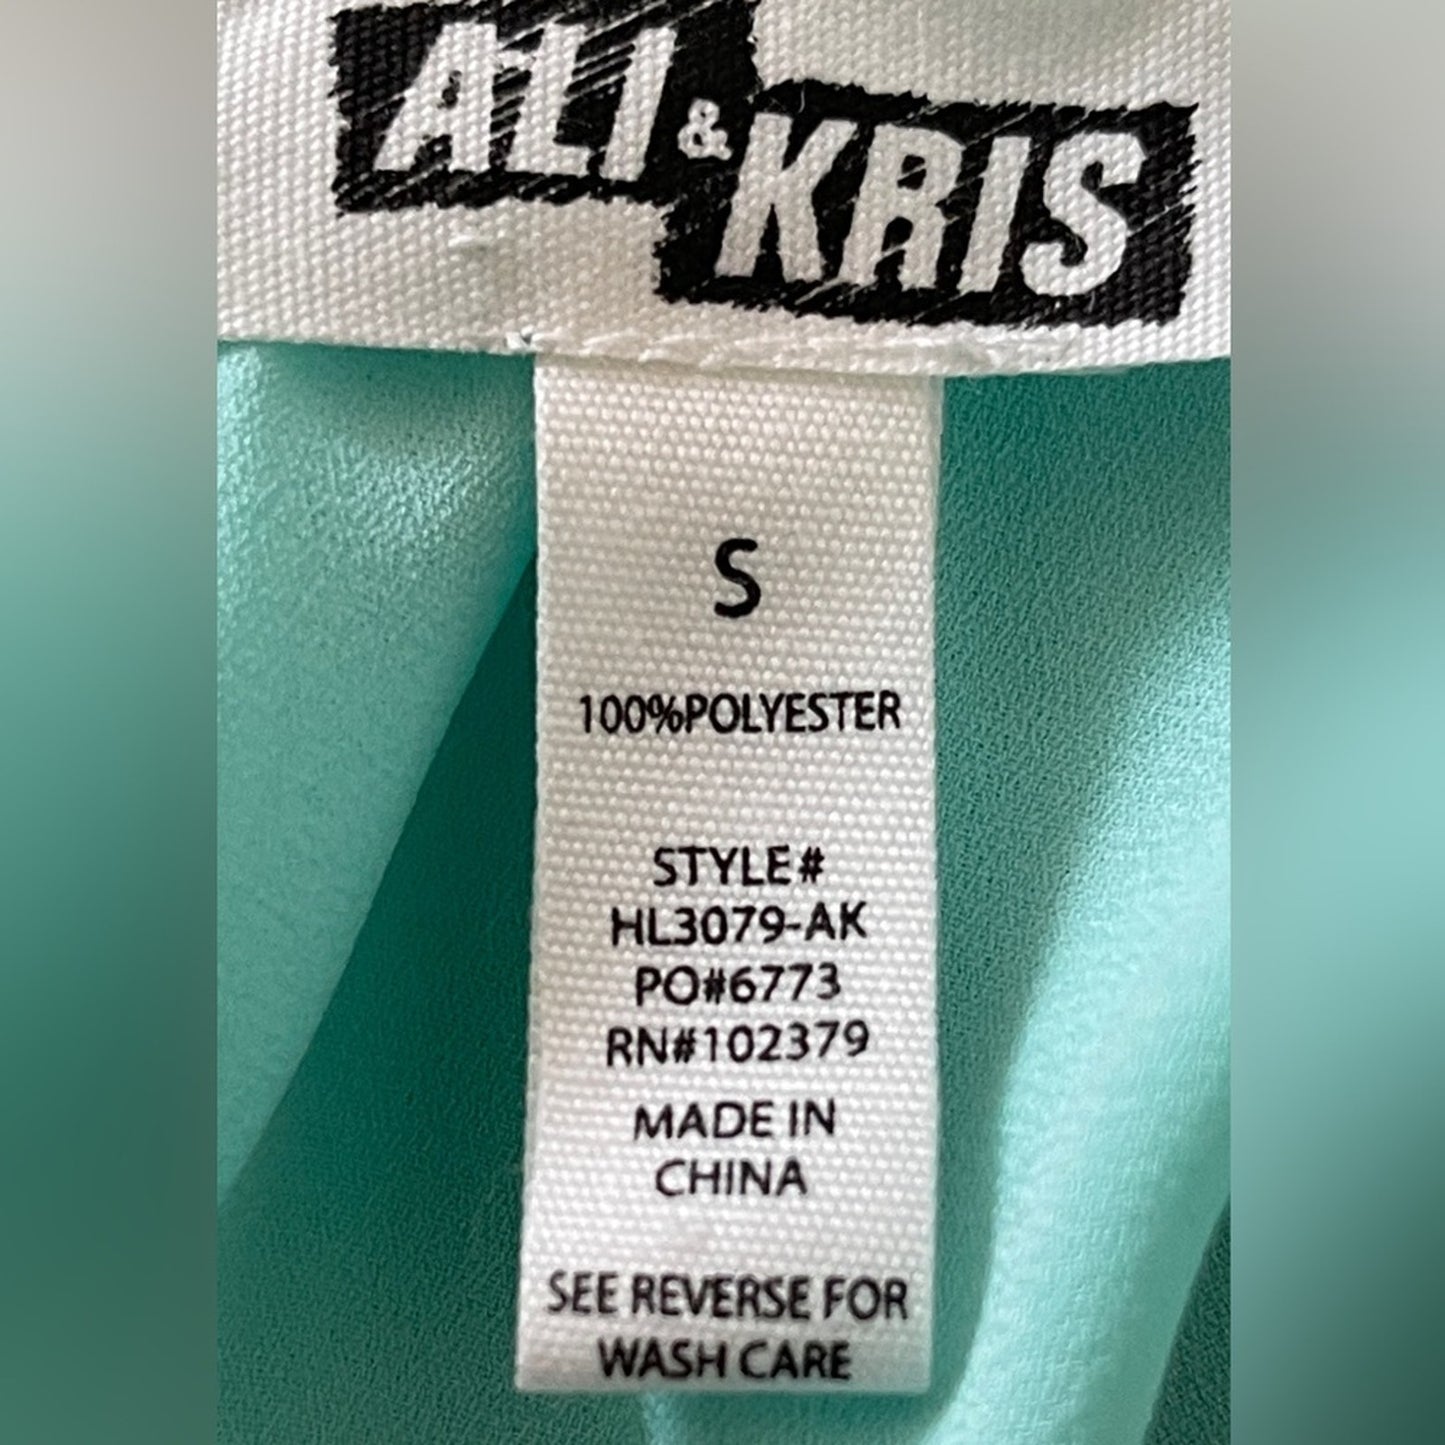 ALI & KRIS
S
100%POLYESTER
STYLE#
HL3079-AK
PO#6773
RN#102379
MADE IN
CHINA
SEE REVERSE FOR
WASH CARE